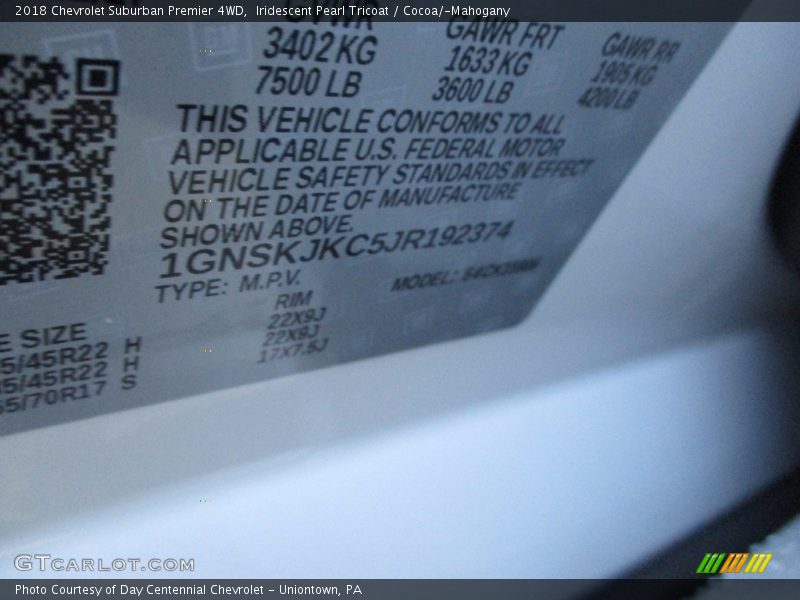 2018 Chevrolet Suburban Premier 4WD,  Iridescent Pearl Tricoat / Cocoa/-Mahogany
GVWR GAWR FRT GAWR RR
3402 KG 1633 KG 1905 KG
7500 LB 3600 LB 4200 LB
THIS VEHICLE CONFORMS TO ALL
APPLICABLE U.S. FEDERAL MOTOR
VEHICLE SAFETY STANDARDS IN EFFECT
ON THE DATE OF MANUFACTURE
SHOWN ABOVE.
1GNSKJKC5JR192374
TYPE: M.P.V. MODEL:
E SIZE RIM
5/45R22 H 22X9J
5/45R22 H 22X9J
65/70R17 S 17X7.5J
GTCARLOT.COM
Photo Courtesy of Day Centennial Chevrolet - Uniontown, PA